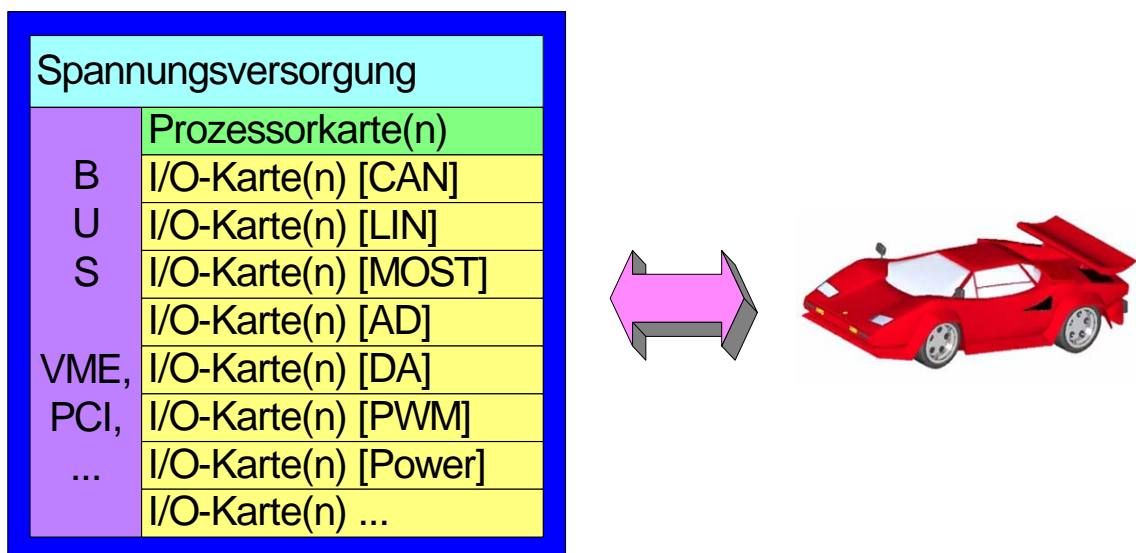 Spannungsversorgung
Prozessorkarte(n)
B
U
S
VME,
PCI,
...
I/O-Karte(n) [CAN]
I/O-Karte(n) [LIN]
I/O-Karte(n) [MOST]
I/O-Karte(n) [AD]
I/O-Karte(n) [DA]
I/O-Karte(n) [PWM]
I/O-Karte(n) [Power]
I/O-Karte(n) ...